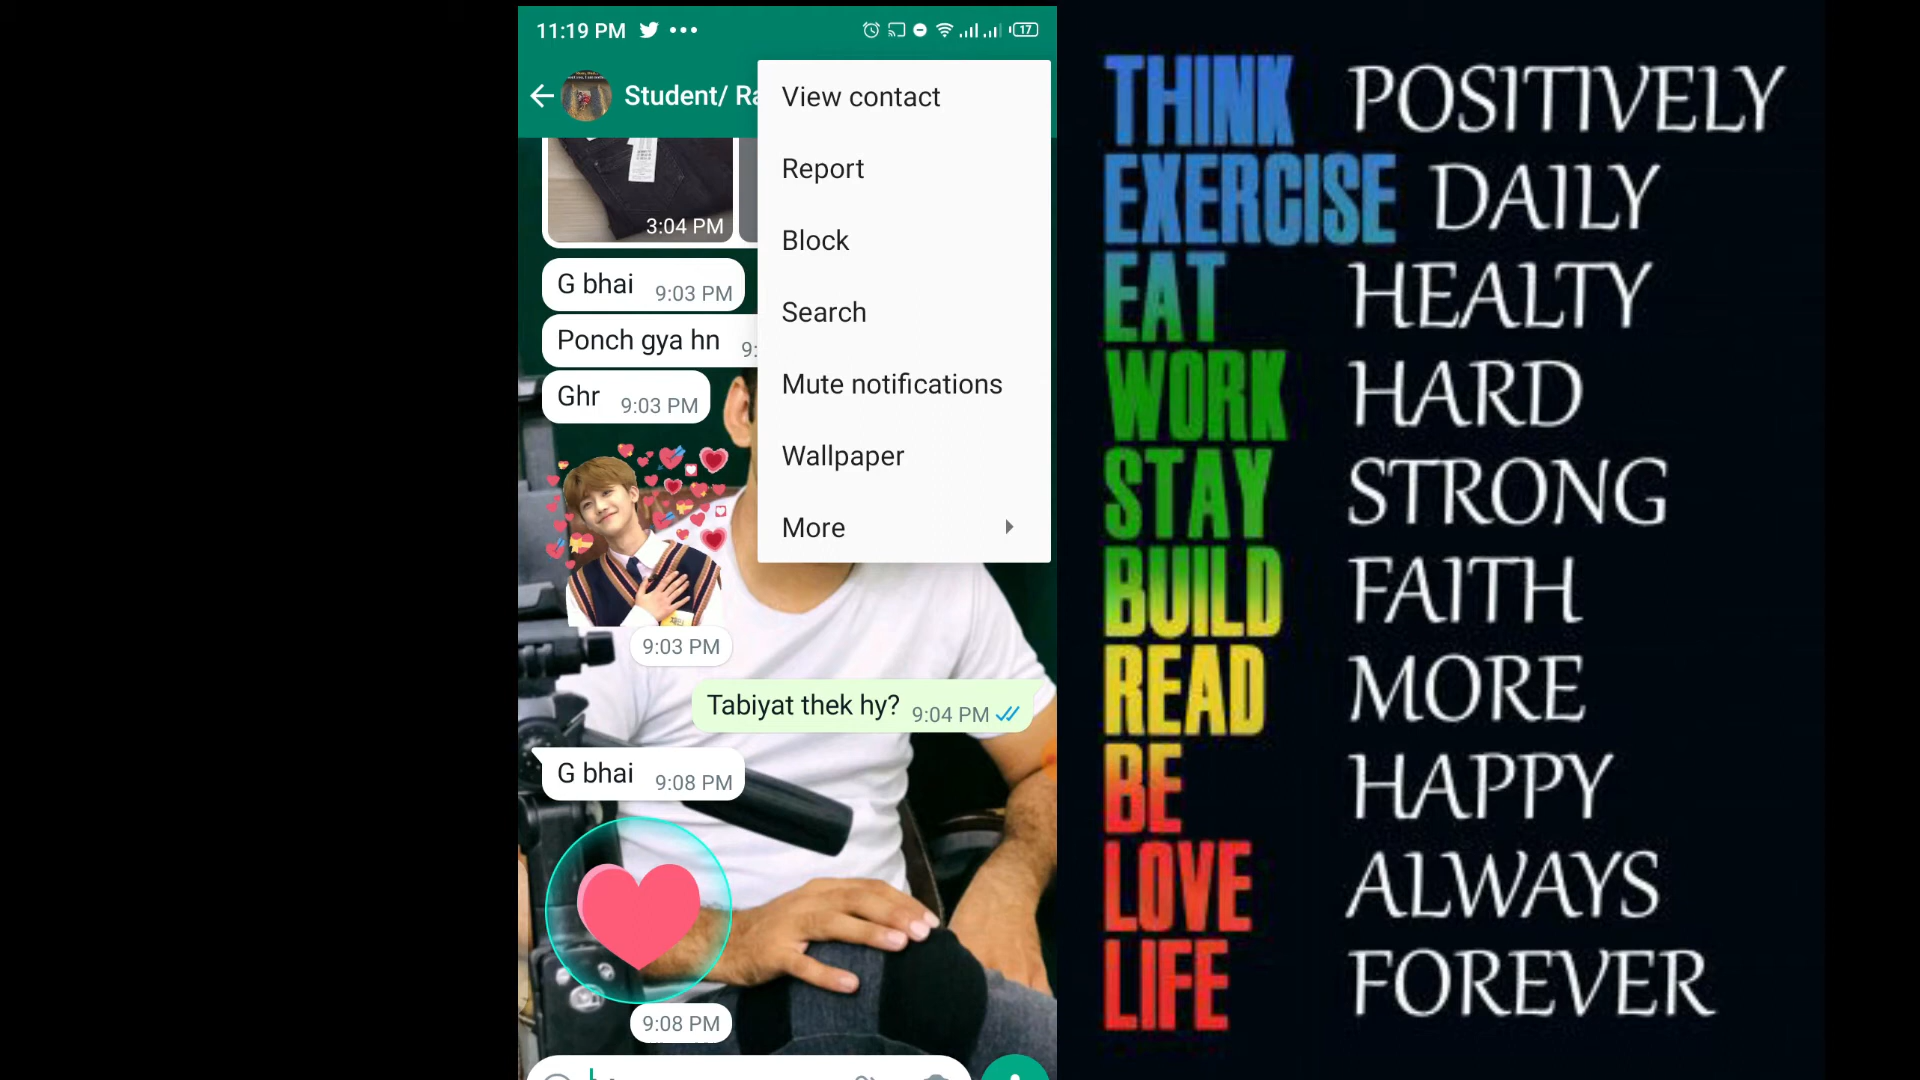 11:19 PM
17
Student/ Ra
View contact
Report
Block
Search
Mute notifications
Wallpaper
More
3:04 PM
G bhai 9:03 PM
Ponch gya hn 9:
Ghr 9:03 PM
9:03 PM
Tabiyat thek hy? 9:04 PM
G bhai 9:08 PM
9:08 PM
THINK POSITIVELY
EXERCISE DAILY
EAT HEALTY
WORK HARD
STAY STRONG
BUILD FAITH
READ MORE
BE HAPPY
LOVE ALWAYS
LIFE FOREVER